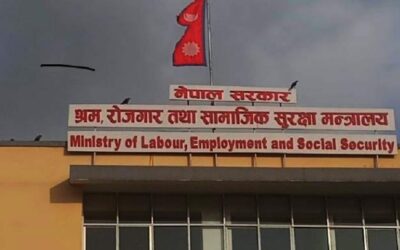 नेपाल सरकार
श्रम, रोजगार तथा सामाजिक सुरक्षा मन्त्रालय
Ministry of Labour, Employment and Social Security